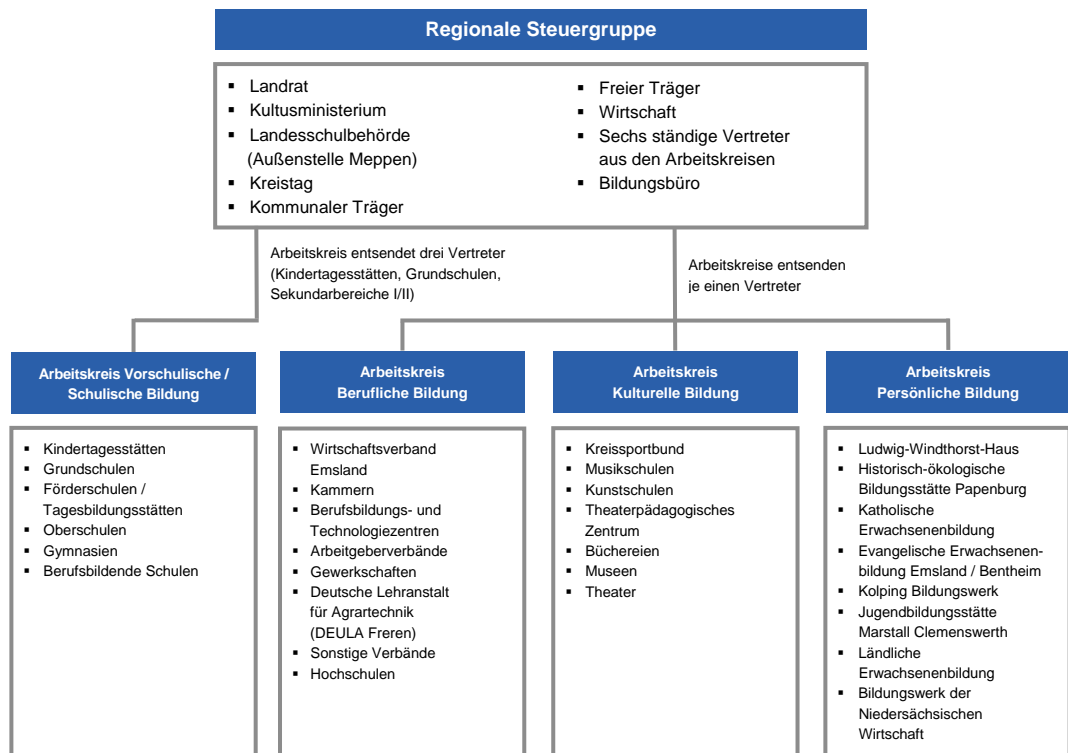 Regionale Steuergruppe
▪ Landrat
▪ Kultusministerium
▪ Landesschulbehörde
(Außenstelle Meppen)
▪ Kreistag
▪ Kommunaler Träger
▪ Freier Träger
▪ Wirtschaft
▪ Sechs ständige Vertreter
aus den Arbeitskreisen
▪ Bildungsbüro
Arbeitskreis entsendet drei Vertreter
(Kindertagesstätten, Grundschulen,
Sekundarbereiche I/II)
Arbeitskreise entsenden
je einen Vertreter
Arbeitskreis Vorschulische /
Schulische Bildung
▪ Kindertagesstätten
▪ Grundschulen
▪ Förderschulen /
Tagesbildungsstätten
▪ Oberschulen
▪ Gymnasien
▪ Berufsbildende Schulen
Arbeitskreis
Berufliche Bildung
▪ Wirtschaftsverband
Emsland
▪ Kammern
▪ Berufsbildungs- und
Technologiezentren
▪ Arbeitgeberverbände
▪ Gewerkschaften
▪ Deutsche Lehranstalt
für Agrartechnik
(DEULA Freren)
▪ Sonstige Verbände
▪ Hochschulen
Arbeitskreis
Kulturelle Bildung
▪ Kreissportbund
▪ Musikschulen
▪ Kunstschulen
▪ Theaterpädagogisches
Zentrum
▪ Büchereien
▪ Museen
▪ Theater
Arbeitskreis
Persönliche Bildung
▪ Ludwig-Windthorst-Haus
▪ Historisch-ökologische
Bildungsstätte Papenburg
▪ Katholische
Erwachsenenbildung
▪ Evangelische Erwachsenen-
bildung Emsland / Bentheim
▪ Kolping Bildungswerk
▪ Jugendbildungsstätte
Marstall Clemenswerth
▪ Ländliche
Erwachsenenbildung
▪ Bildungswerk der
Niedersächsischen
Wirtschaft